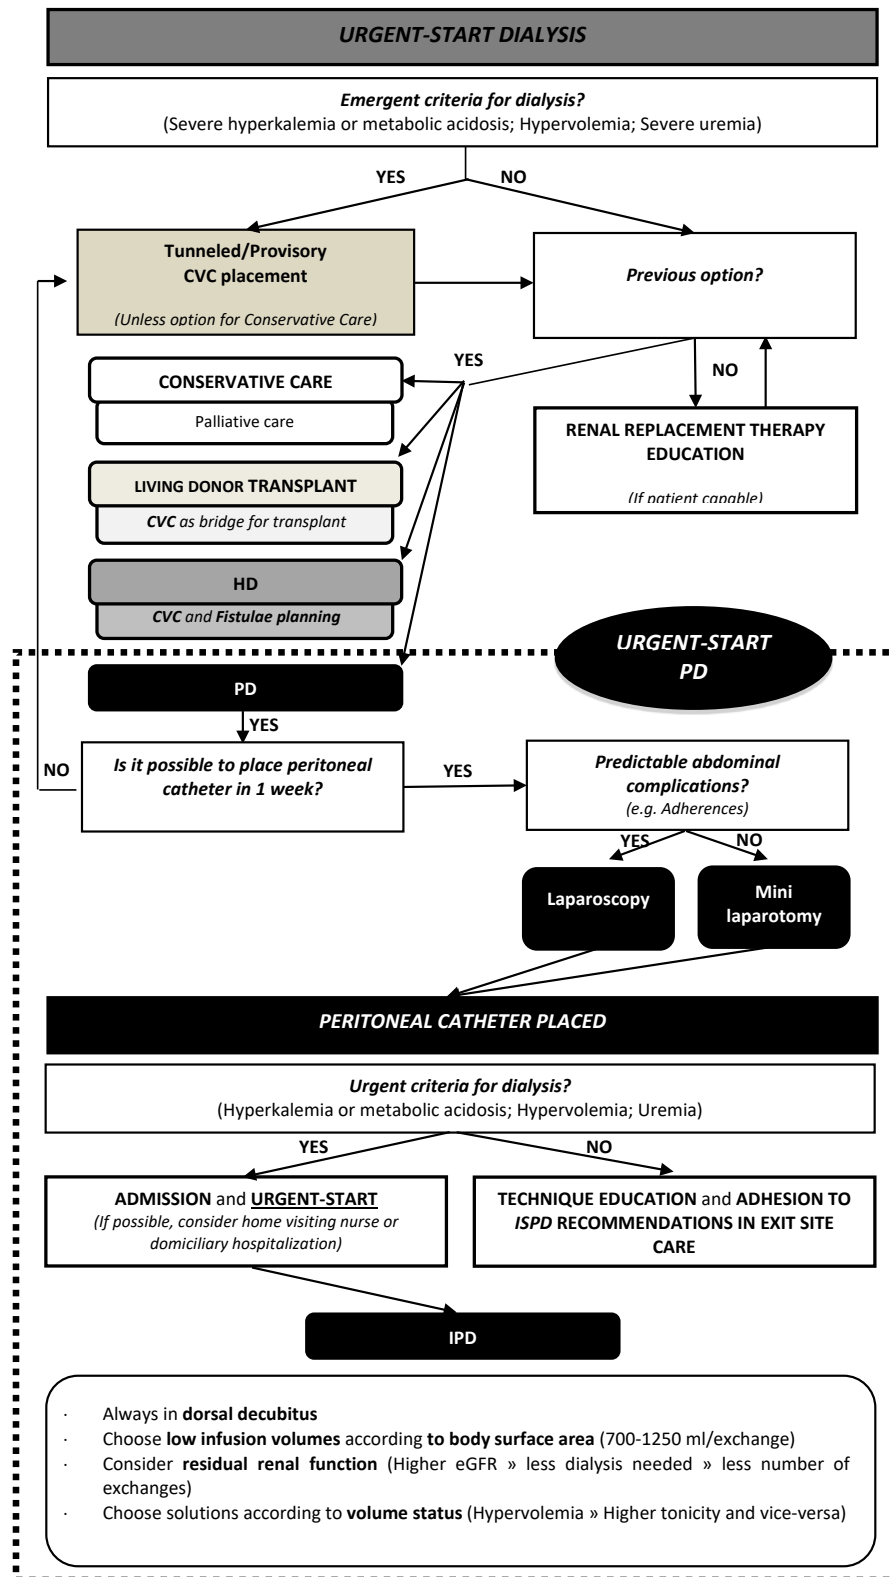 URGENT-START DIALYSIS
Emergent criteria for dialysis?
(Severe hyperkalemia or metabolic acidosis; Hypervolemia; Severe uremia)
YES
NO
Tunneled/Provisory
CVC placement
(Unless option for Conservative Care)
Previous option?
YES
NO
CONSERVATIVE CARE
Palliative care
RENAL REPLACEMENT THERAPY
EDUCATION
(If patient capable)
LIVING DONOR TRANSPLANT
CVC as bridge for transplant
HD
CVC and Fistulae planning
URGENT-START
PD
PD
YES
NO
Is it possible to place peritoneal
catheter in 1 week?
YES
Predictable abdominal
complications?
(e.g. Adherences)
YES
NO
Laparoscopy
Mini
laparotomy
PERITONEAL CATHETER PLACED
Urgent criteria for dialysis?
(Hyperkalemia or metabolic acidosis; Hypervolemia; Uremia)
YES
NO
ADMISSION and URGENT-START
(If possible, consider home visiting nurse or
domiciliary hospitalization)
TECHNIQUE EDUCATION and ADHESION TO
ISPD RECOMMENDATIONS IN EXIT SITE
CARE
IPD
· Always in dorsal decubitus
· Choose low infusion volumes according to body surface area (700-1250 ml/exchange)
· Consider residual renal function (Higher eGFR » less dialysis needed » less number of
exchanges)
· Choose solutions according to volume status (Hypervolemia » Higher tonicity and vice-versa)